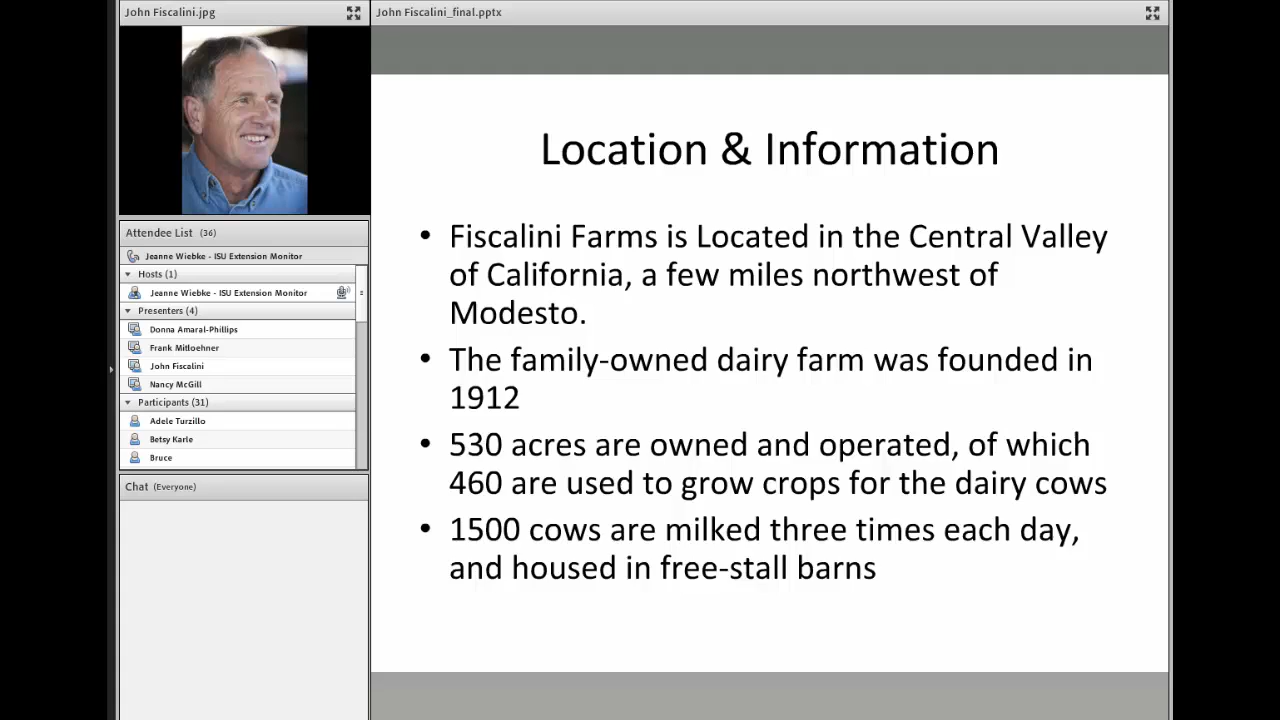 John Fiscalini.jpg
John Fiscalini_final.pptx
Attendee List (36)
Jeanne Wiebke - ISU Extension Monitor
Hosts (1)
Jeanne Wiebke - ISU Extension Monitor
Presenters (4)
Donna Amaral-Phillips
Frank Mitloehner
John Fiscalini
Nancy McGill
Participants (31)
Adele Turzillo
Betsy Karle
Bruce
Chat (Everyone)
Location & Information
• Fiscalini Farms is Located in the Central Valley
of California, a few miles northwest of
Modesto.
• The family-owned dairy farm was founded in
1912
• 530 acres are owned and operated, of which
460 are used to grow crops for the dairy cows
• 1500 cows are milked three times each day,
and housed in free-stall barns